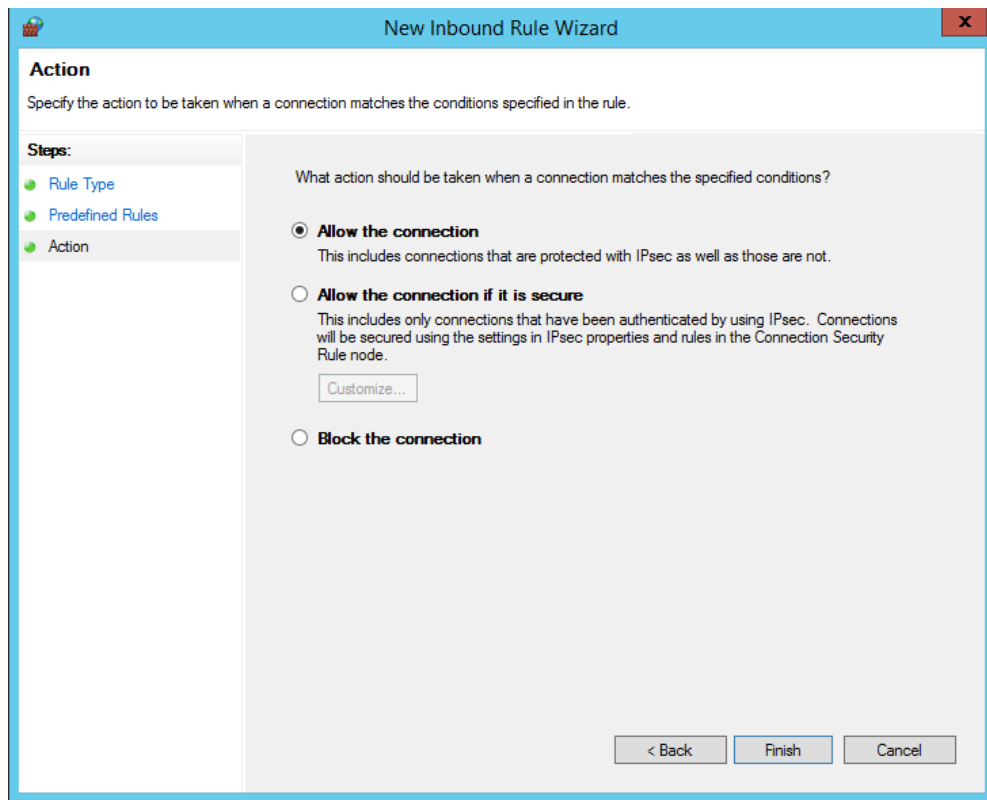 New Inbound Rule Wizard
x
Action
Specify the action to be taken when a connection matches the conditions specified in the rule.
Steps:
Rule Type
Predefined Rules
Action
What action should be taken when a connection matches the specified conditions?
Allow the connection
This includes connections that are protected with IPsec as well as those are not.
Allow the connection if it is secure
This includes only connections that have been authenticated by using IPsec.  Connections
will be secured using the settings in IPsec properties and rules in the Connection Security
Rule node.
Customize...
Block the connection
< Back
Finish
Cancel